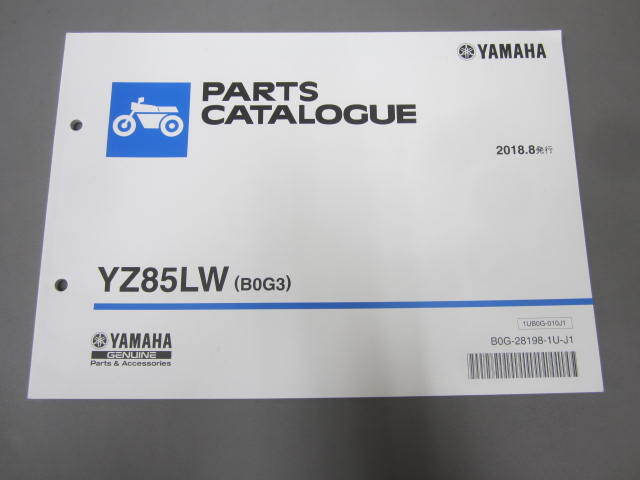 YAMAHA
PARTS
CATALOGUE
2018.8発行
YZ85LW (B0G3)
YAMAHA
GENUINE
Parts & Accessories
1UB0G-010J1
B0G-28198-1U-J1